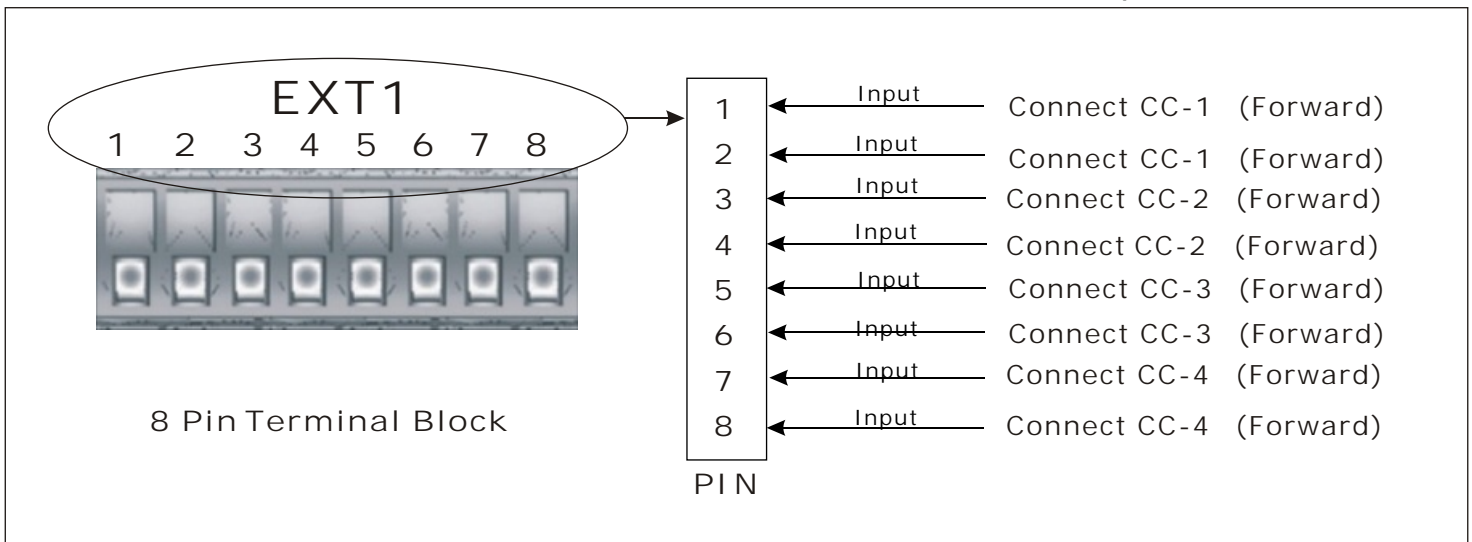 EXT1
1 2 3 4 5 6 7 8
8 Pin Terminal Block
1 Input Connect CC-1 (Forward)
2 Input Connect CC-1 (Forward)
3 Input Connect CC-2 (Forward)
4 Input Connect CC-2 (Forward)
5 Input Connect CC-3 (Forward)
6 Input Connect CC-3 (Forward)
7 Input Connect CC-4 (Forward)
8 Input Connect CC-4 (Forward)
PIN